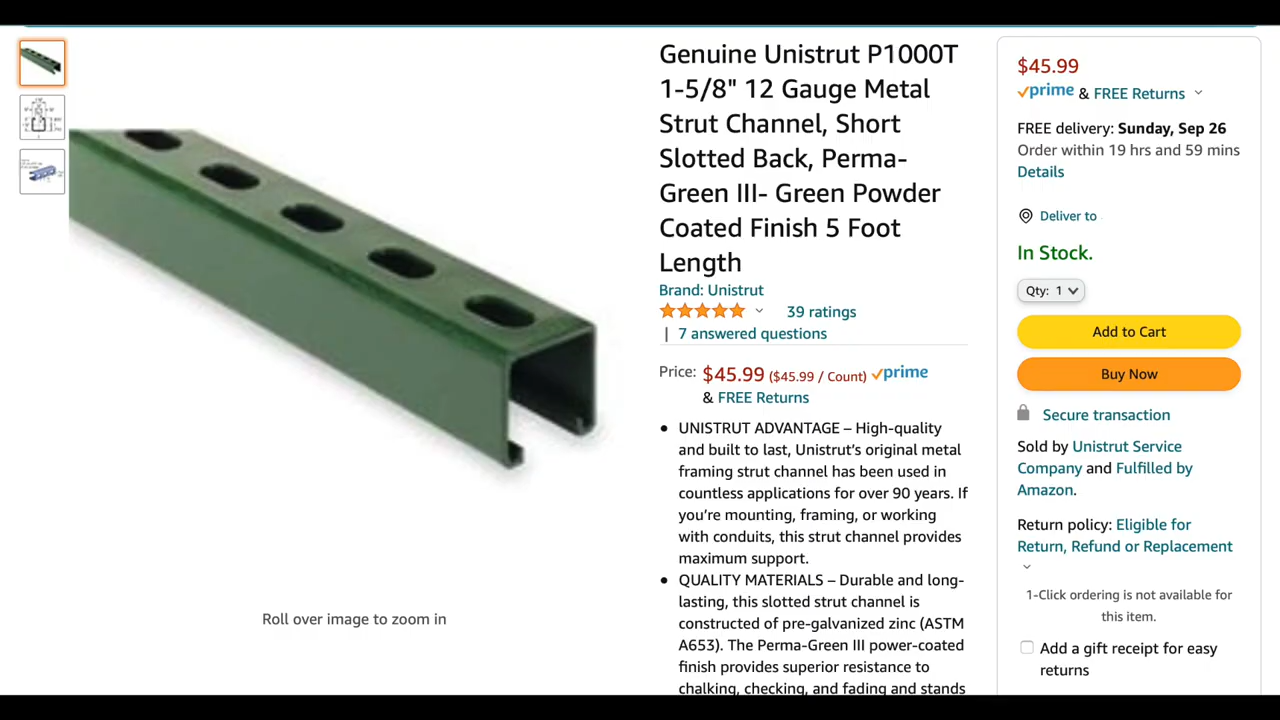 Genuine Unistrut P1000T
1-5/8" 12 Gauge Metal
Strut Channel, Short
Slotted Back, Perma-
Green III- Green Powder
Coated Finish 5 Foot
Length
Brand: Unistrut
39 ratings
| 7 answered questions
Price: $45.99 ($45.99 / Count) prime
& FREE Returns
● UNISTRUT ADVANTAGE – High-quality
and built to last, Unistrut’s original metal
framing strut channel has been used in
countless applications for over 90 years. If
you’re mounting, framing, or working
with conduits, this strut channel provides
maximum support.
● QUALITY MATERIALS – Durable and long-
lasting, this slotted strut channel is
constructed of pre-galvanized zinc (ASTM
A653). The Perma-Green III power-coated
finish provides superior resistance to
chalking, checking, and fading and stands
Roll over image to zoom in
$45.99
prime & FREE Returns
FREE delivery: Sunday, Sep 26
Order within 19 hrs and 59 mins
Details
Deliver to
In Stock.
Qty: 1
Add to Cart
Buy Now
Secure transaction
Sold by Unistrut Service
Company and Fulfilled by
Amazon.
Return policy: Eligible for
Return, Refund or Replacement
1-Click ordering is not available for
this item.
Add a gift receipt for easy
returns